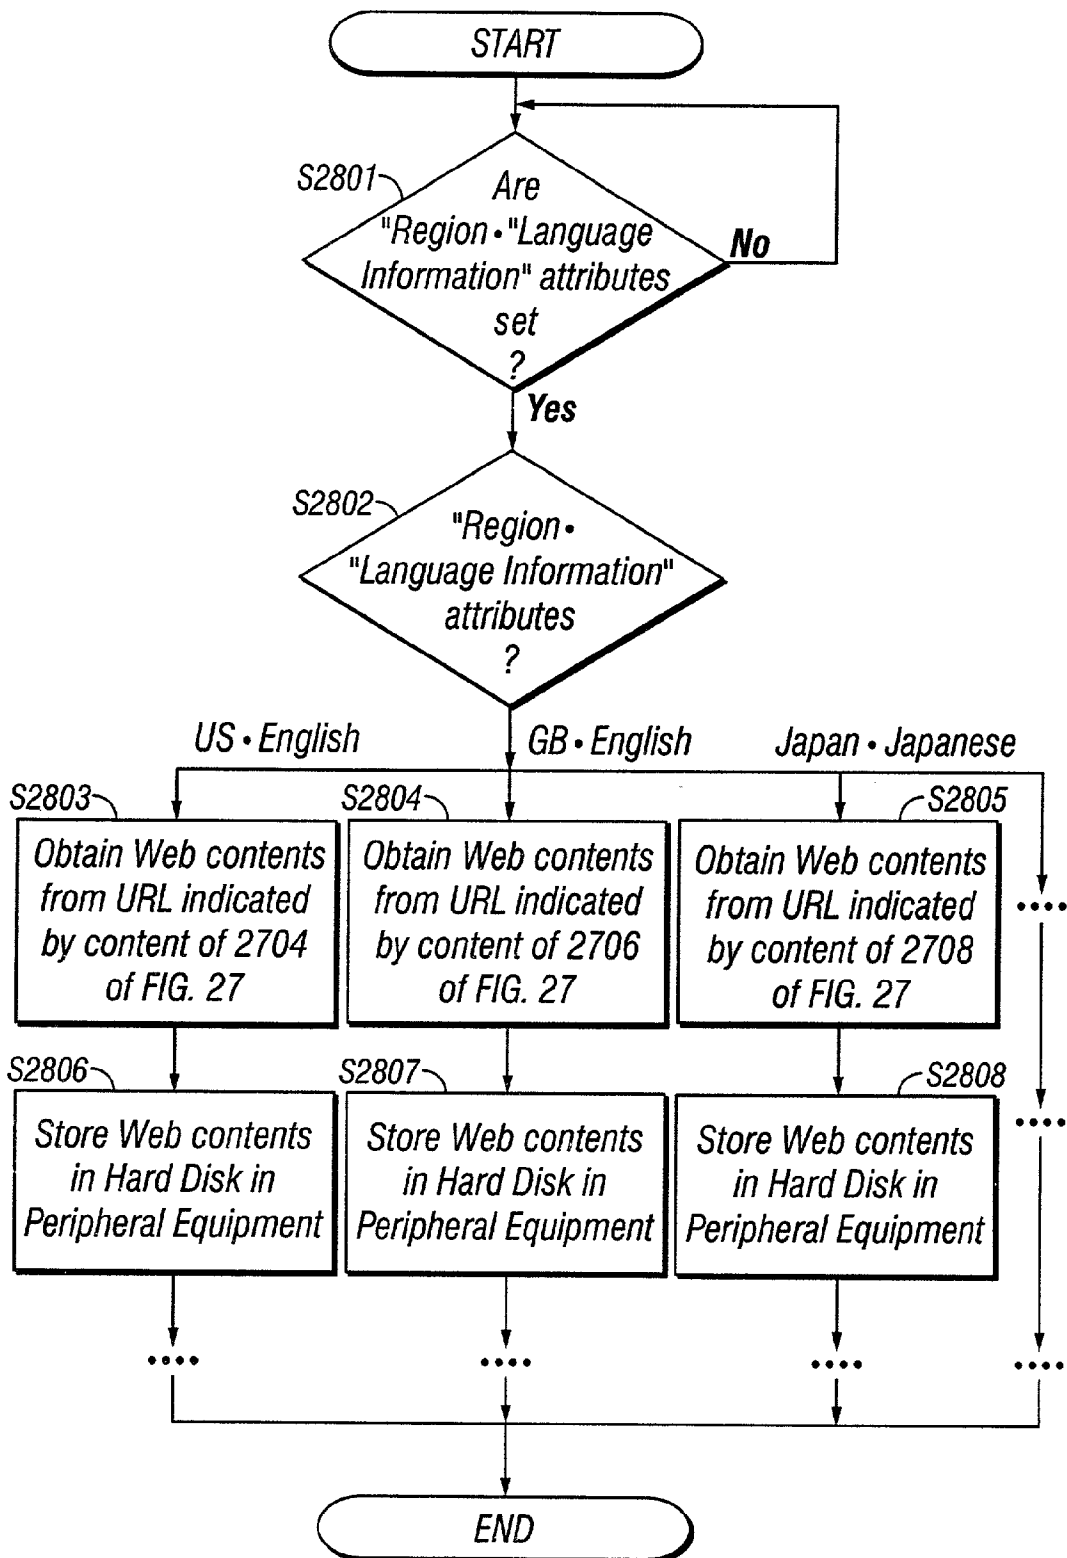 START
S2801
Are
"Region•"Language
Information" attributes
set
?
No
Yes
S2802
"Region•
"Language Information"
attributes
?
US•English
GB•English
Japan•Japanese
S2803
Obtain Web contents
from URL indicated
by content of 2704
of FIG. 27
S2804
Obtain Web contents
from URL indicated
by content of 2706
of FIG. 27
S2805
Obtain Web contents
from URL indicated
by content of 2708
of FIG. 27
••••
S2806
Store Web contents
in Hard Disk in
Peripheral Equipment
S2807
Store Web contents
in Hard Disk in
Peripheral Equipment
S2808
Store Web contents
in Hard Disk in
Peripheral Equipment
••••
••••
••••
••••
••••
END